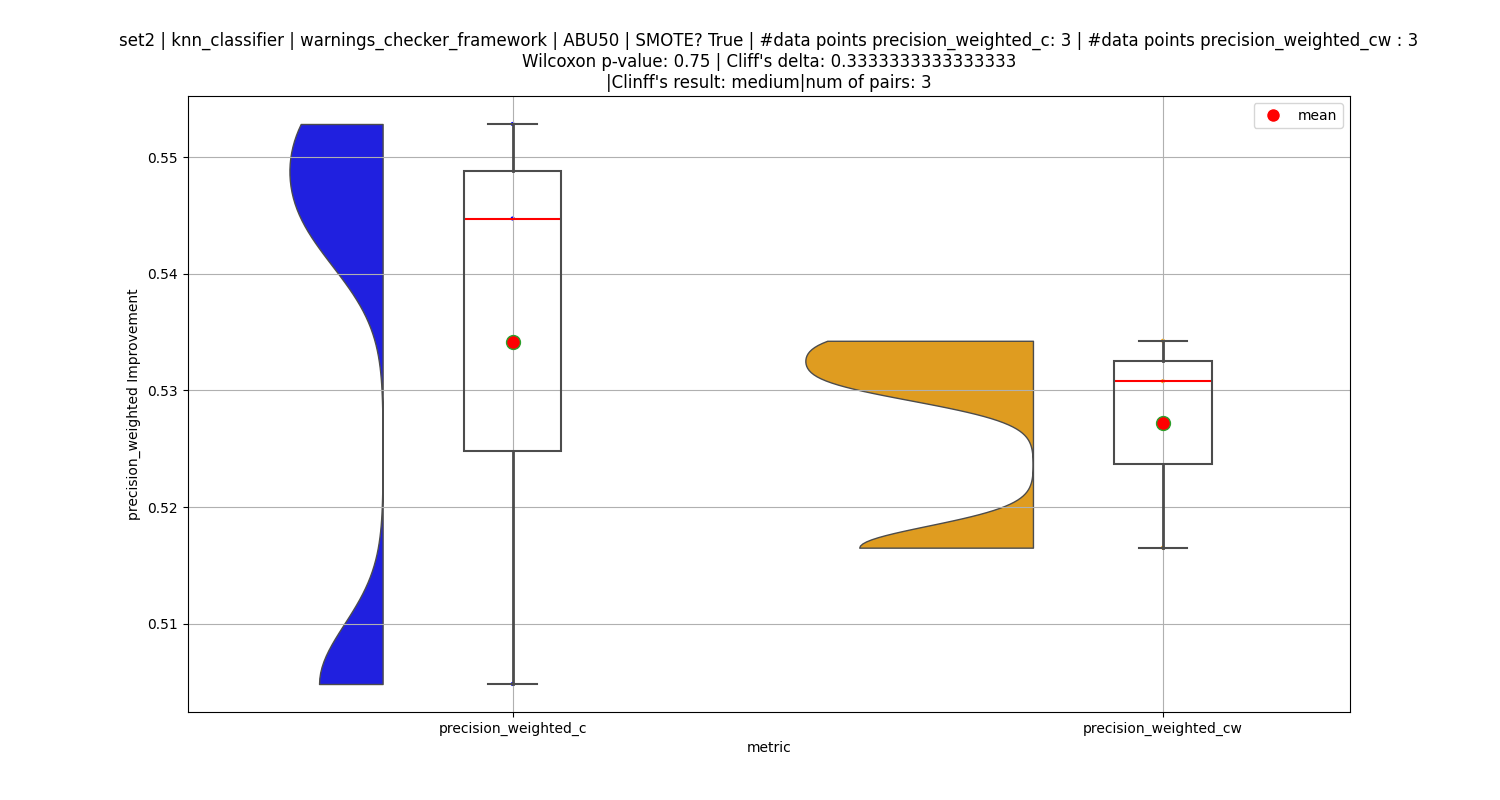 set2 | knn_classifier | warnings_checker_framework | ABU50 | SMOTE? True | #data points precision_weighted_c: 3 | #data points precision_weighted_cw : 3
Wilcoxon p-value: 0.75 | Cliff's delta: 0.3333333333333333
|Clinff's result: medium|num of pairs: 3
mean
precision_weighted Improvement
0.55
0.54
0.53
0.52
0.51
precision_weighted_c
precision_weighted_cw
metric